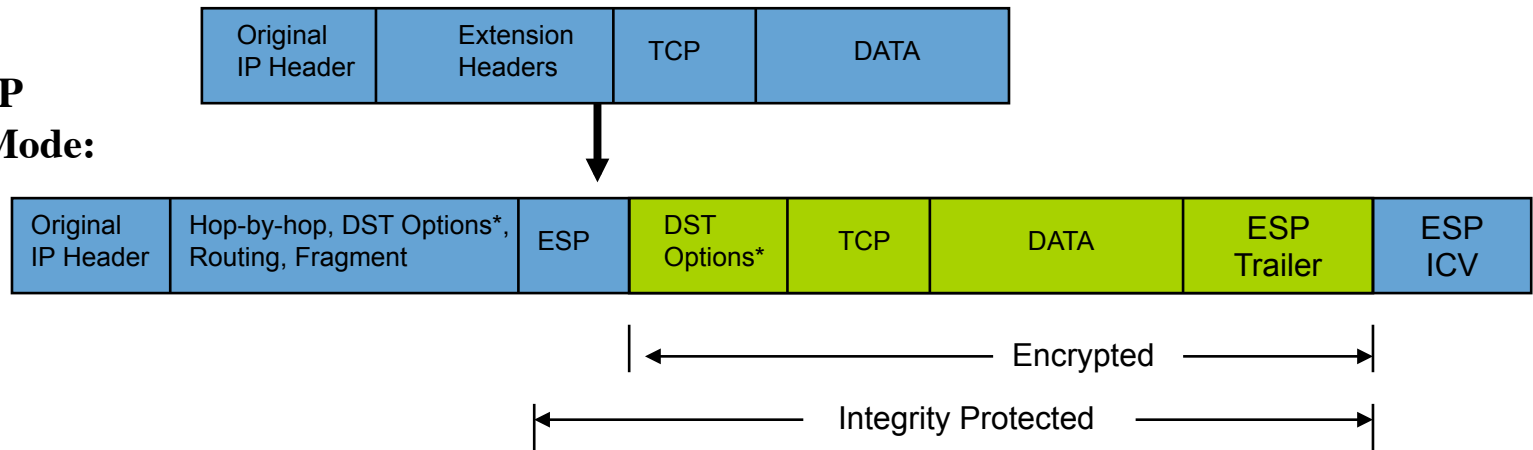 Original
IP Header
Extension
Headers
TCP
DATA
P
Mode:
Original
IP Header
Hop-by-hop, DST Options*,
Routing, Fragment
ESP
DST
Options*
TCP
DATA
ESP
Trailer
ESP
ICV
Encrypted
Integrity Protected